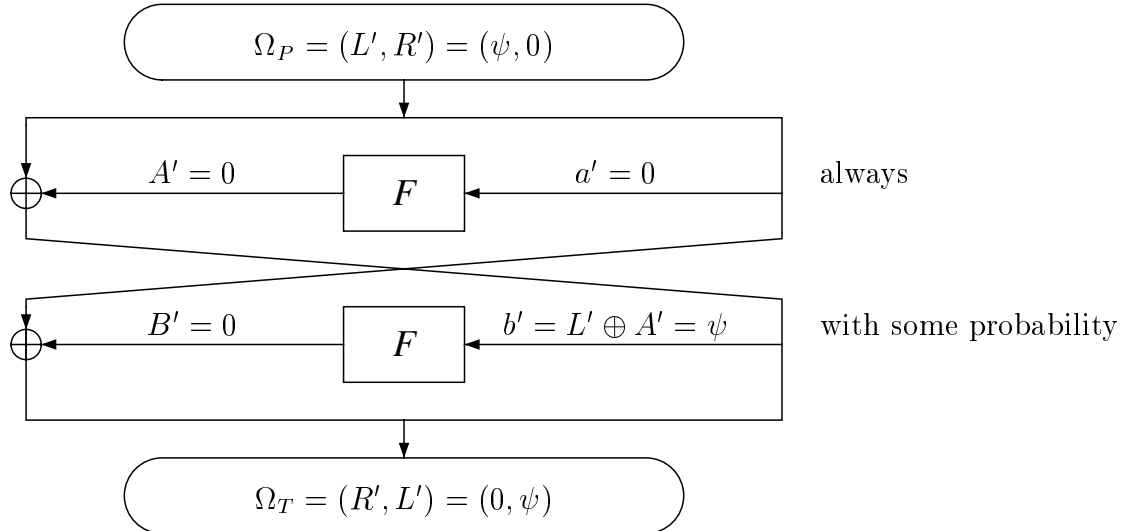 Ω_P = (L′, R′) = (ψ, 0)
A′ = 0
F
a′ = 0
always
B′ = 0
F
b′ = L′ ⊕ A′ = ψ
with some probability
Ω_T = (R′, L′) = (0, ψ)